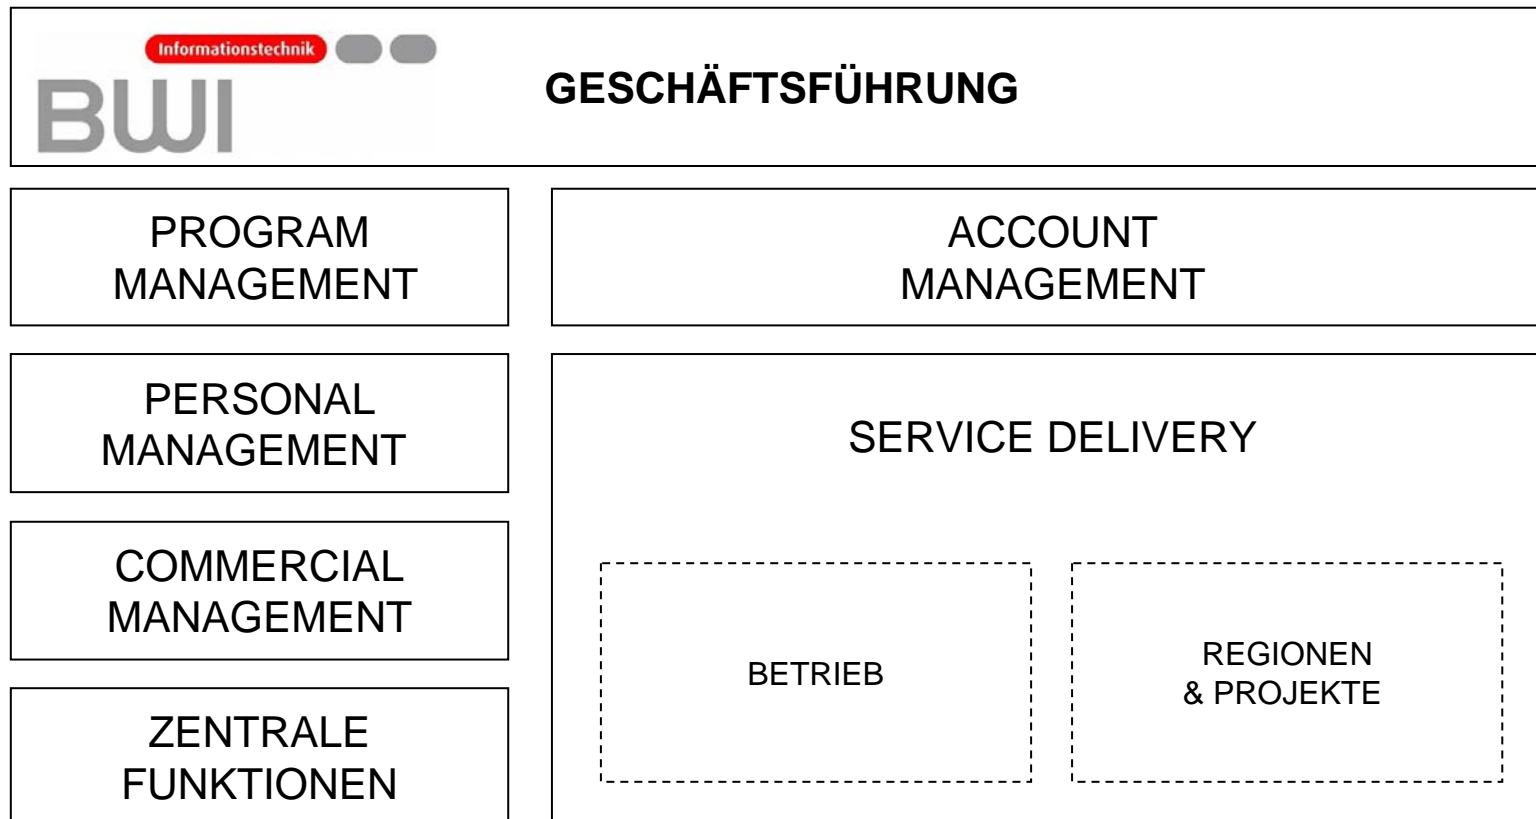 Informationstechnik
BWI
GESCHÄFTSFÜHRUNG
PROGRAM
MANAGEMENT
ACCOUNT
MANAGEMENT
PERSONAL
MANAGEMENT
SERVICE DELIVERY
COMMERCIAL
MANAGEMENT
BETRIEB
REGIONEN
& PROJEKTE
ZENTRALE
FUNKTIONEN